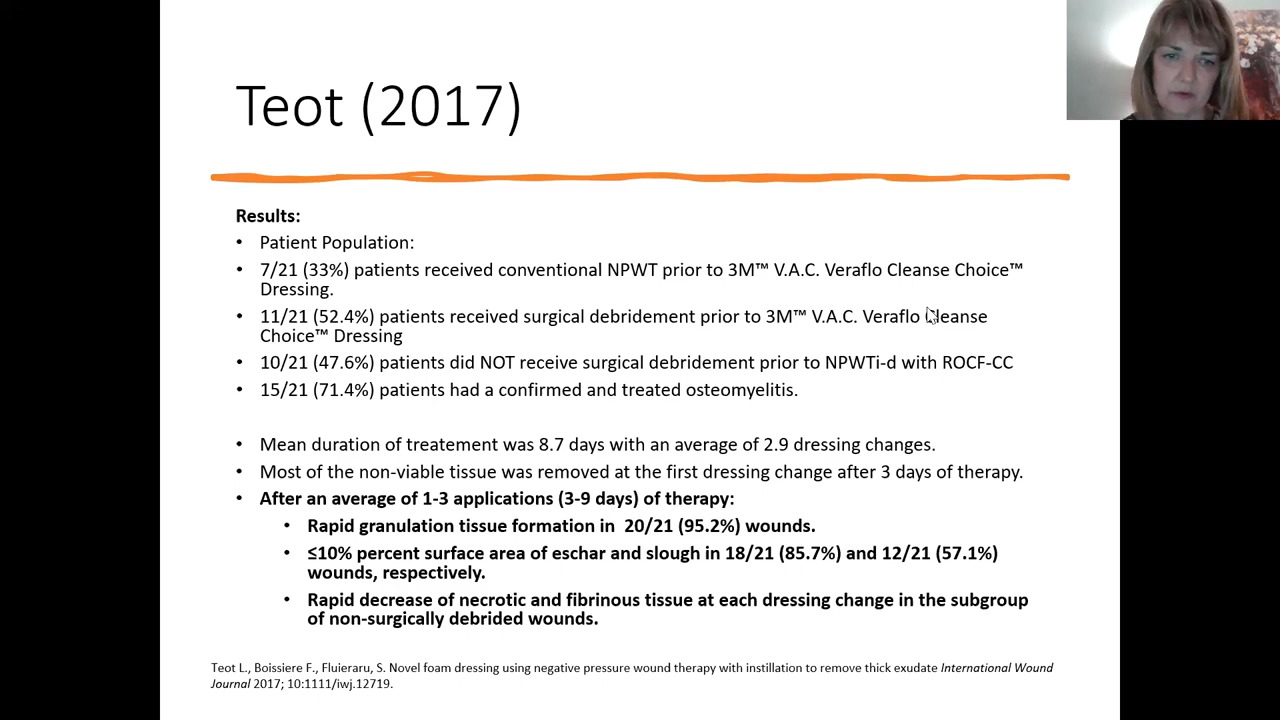 Teot (2017)
Results:
• Patient Population:
• 7/21 (33%) patients received conventional NPWT prior to 3M™ V.A.C. Veraflo Cleanse Choice™
Dressing.
• 11/21 (52.4%) patients received surgical debridement prior to 3M™ V.A.C. Veraflo Cleanse
Choice™ Dressing
• 10/21 (47.6%) patients did NOT receive surgical debridement prior to NPWTi-d with ROCF-CC
• 15/21 (71.4%) patients had a confirmed and treated osteomyelitis.
• Mean duration of treatement was 8.7 days with an average of 2.9 dressing changes.
• Most of the non-viable tissue was removed at the first dressing change after 3 days of therapy.
• After an average of 1-3 applications (3-9 days) of therapy:
• Rapid granulation tissue formation in 20/21 (95.2%) wounds.
• ≤10% percent surface area of eschar and slough in 18/21 (85.7%) and 12/21 (57.1%)
wounds, respectively.
• Rapid decrease of necrotic and fibrinous tissue at each dressing change in the subgroup
of non-surgically debrided wounds.
Teot L., Boissiere F., Fluieraru, S. Novel foam dressing using negative pressure wound therapy with instillation to remove thick exudate International Wound
Journal 2017; 10:1111/iwj.12719.